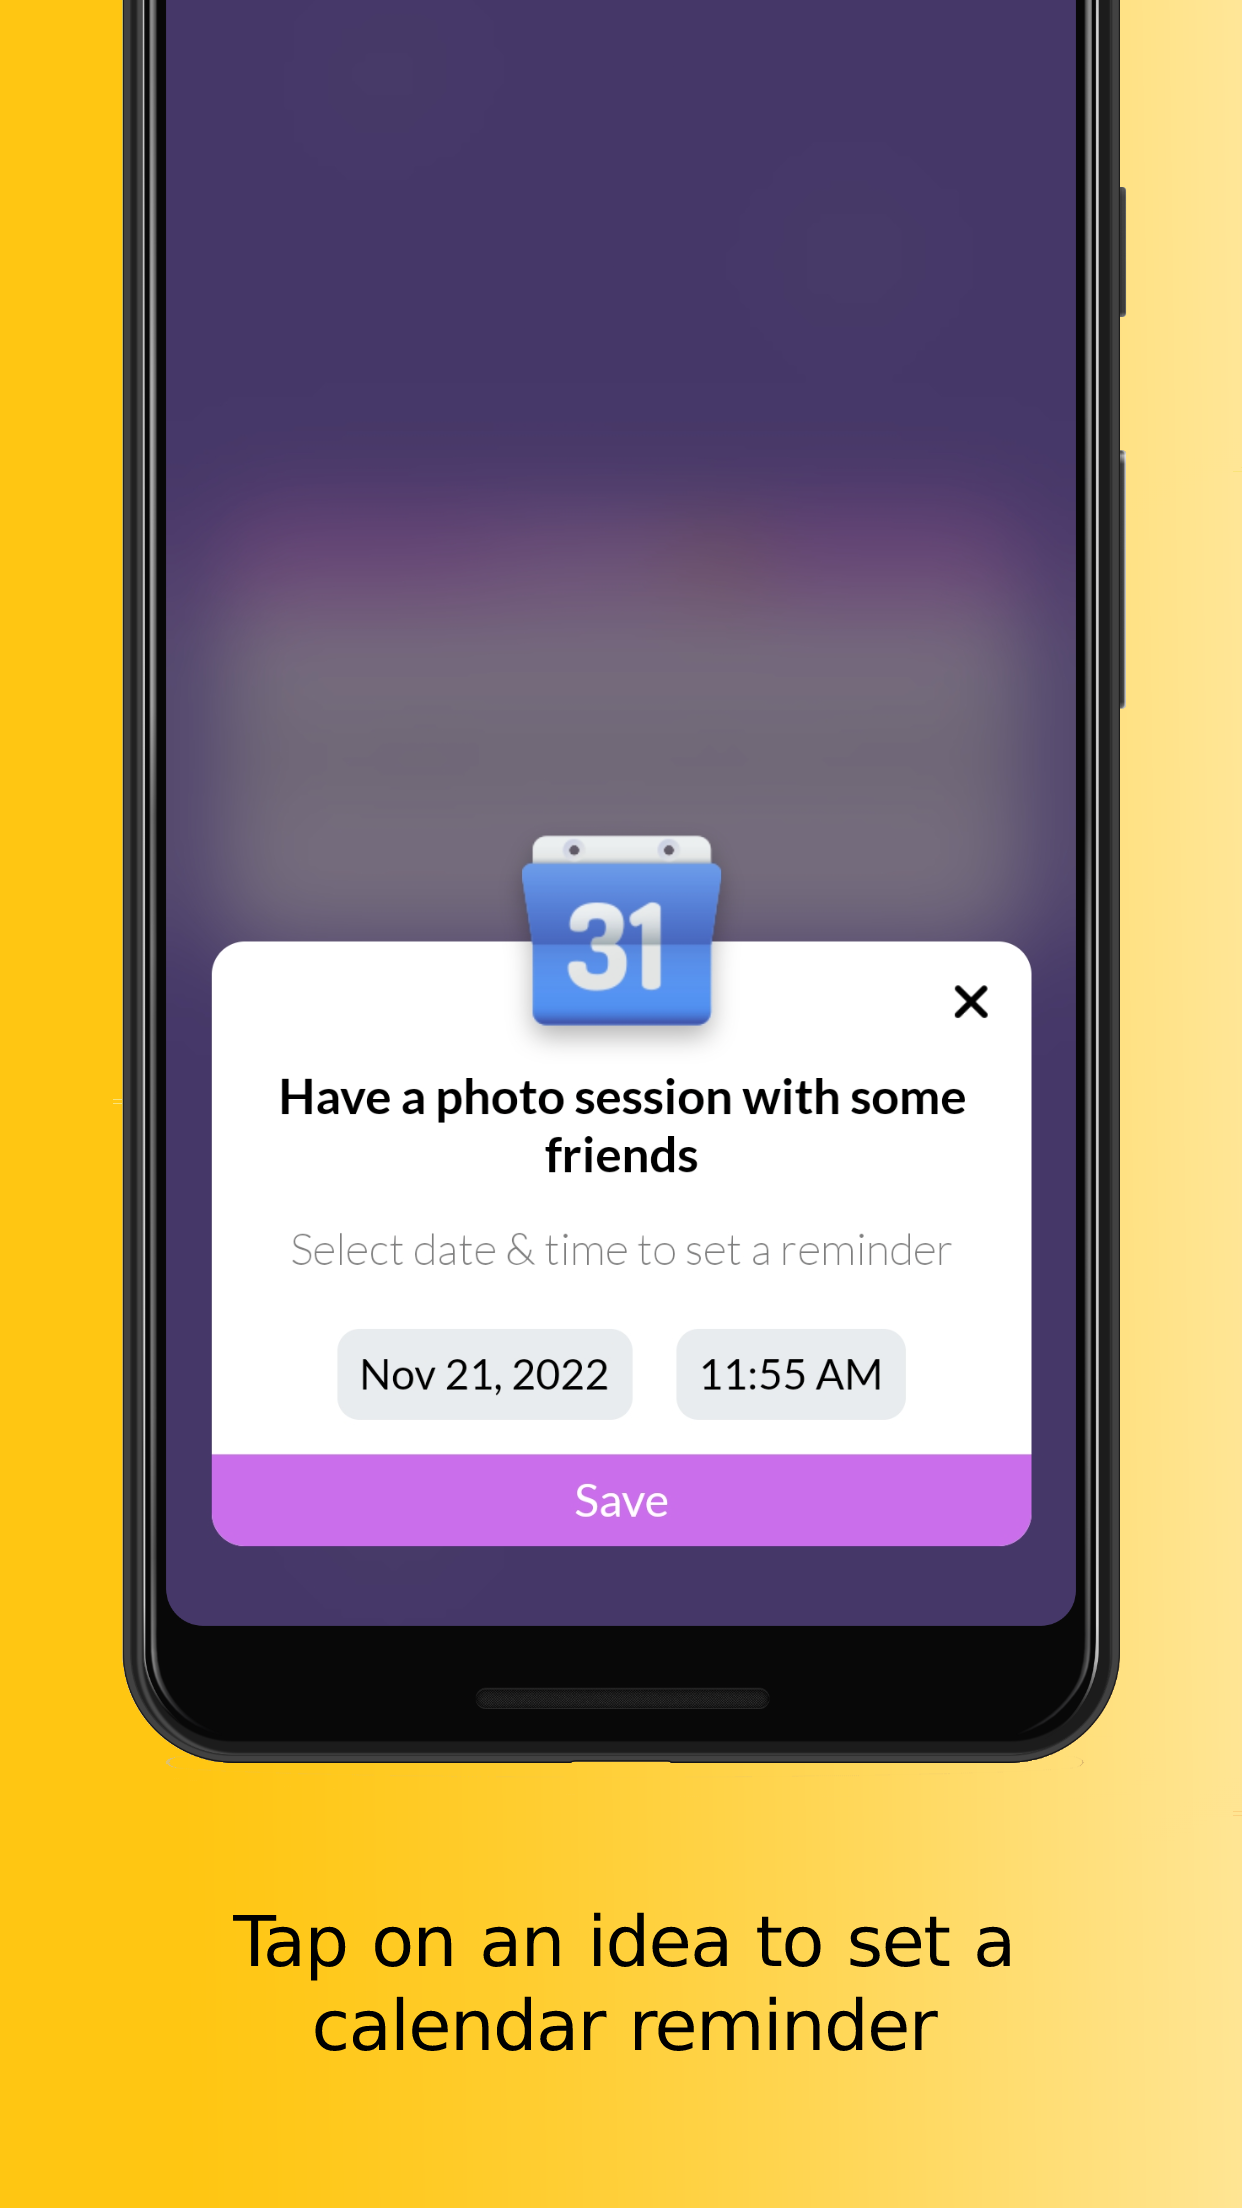 31
Have a photo session with some
friends
Select date & time to set a reminder
Nov 21, 2022 11:55 AM
Save
Tap on an idea to set a
calendar reminder